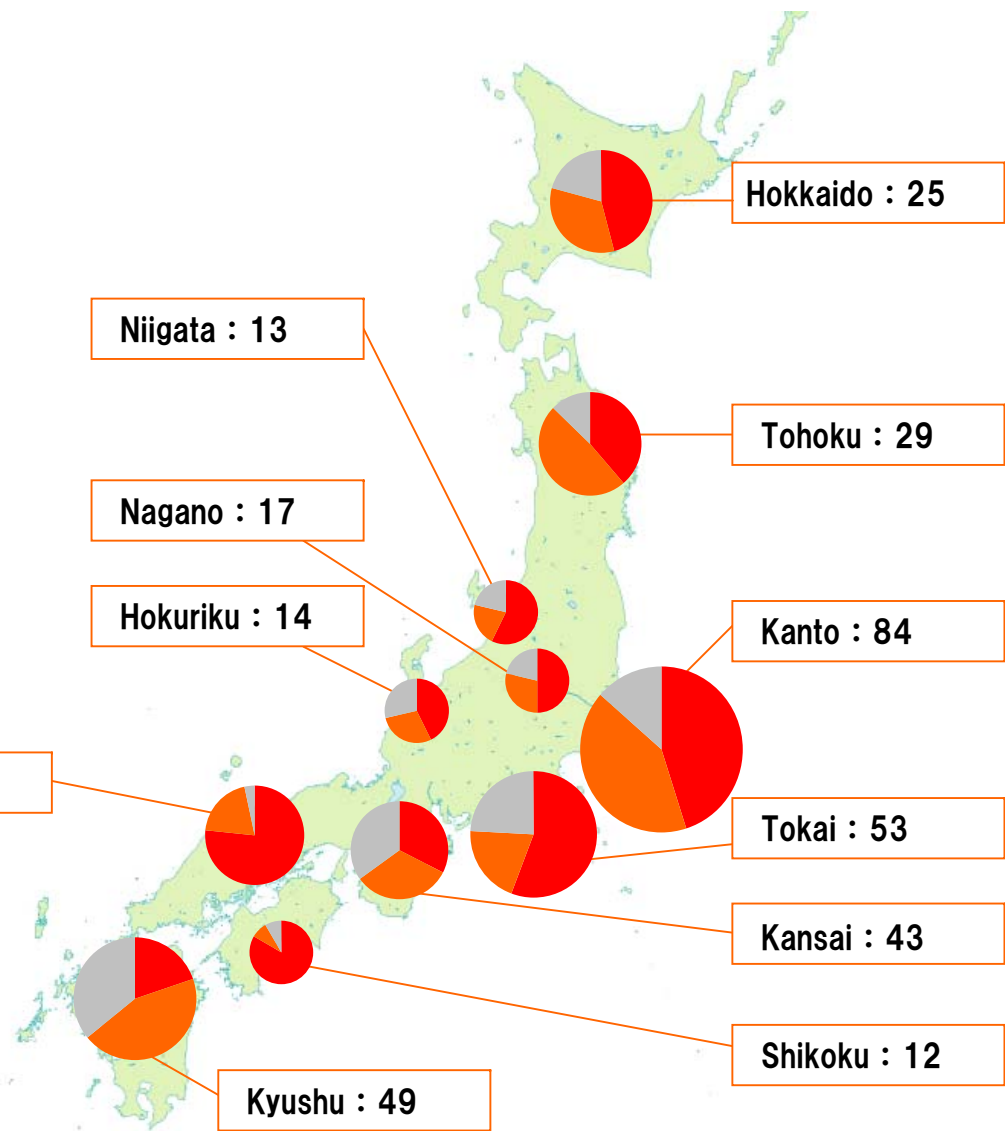 Hokkaido：25
Niigata：13
Tohoku：29
Nagano：17
Hokuriku：14
Kanto：84
Tokai：53
Kansai：43
Shikoku：12
Kyushu：49